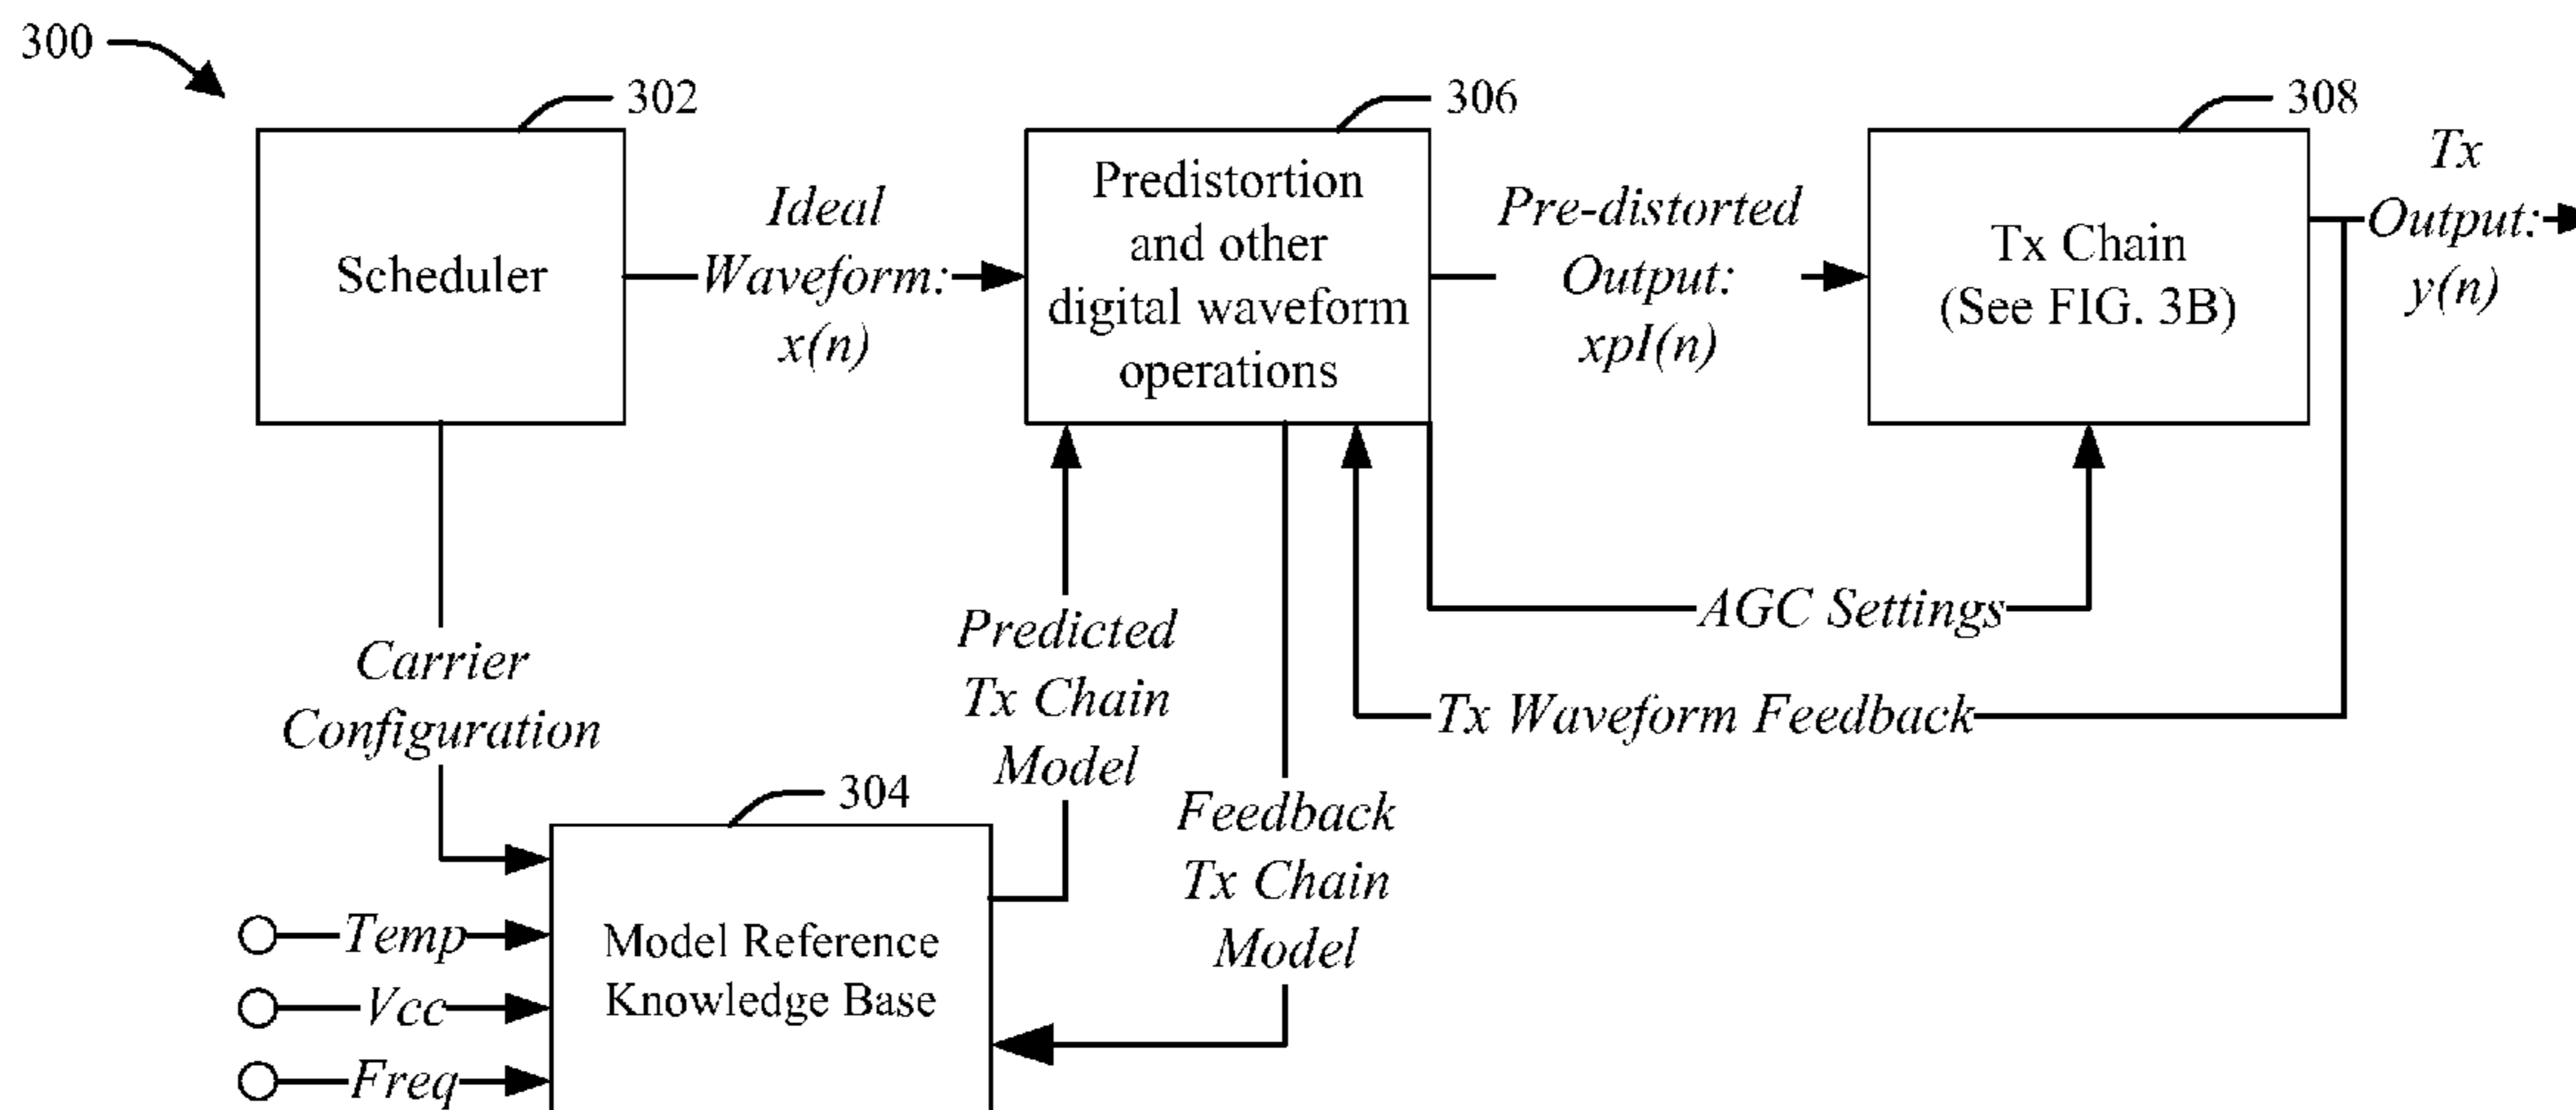 300
302
306
308
Scheduler
Ideal
Waveform:
x(n)
Predistortion
and other
digital waveform
operations
Pre-distorted
Output:
xpI(n)
Tx Chain
(See FIG. 3B)
Tx
Output:
y(n)
AGC Settings
Tx Waveform Feedback
Carrier
Configuration
Predicted
Tx Chain
Model
Feedback
Tx Chain
Model
304
Model Reference
Knowledge Base
Temp
Vcc
Freq